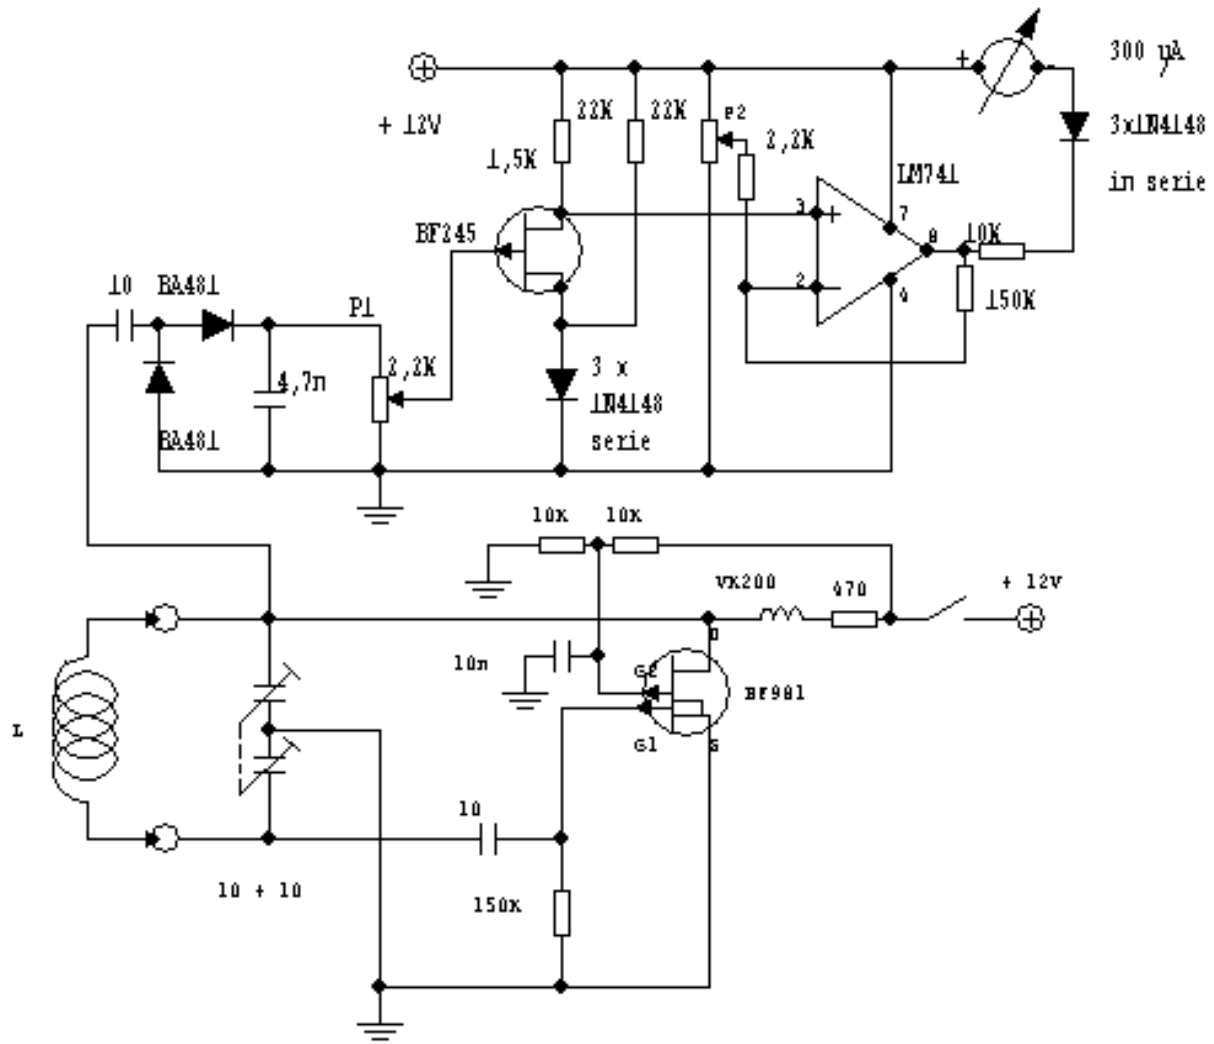 300 µA
+ -
+ 12V
22K
22K
P2
2,2K
3x1N4148
in serie
1,5K
LM741
BF245
3
+
7
8
10K
2
-
4
150K
10
BA481
P1
2,2K
4,7n
3 x
1N4148
serie
BA481
10K
10K
VK200
470
+ 12V
D
10n
G2
BF981
L
G1
S
10
10 + 10
150K